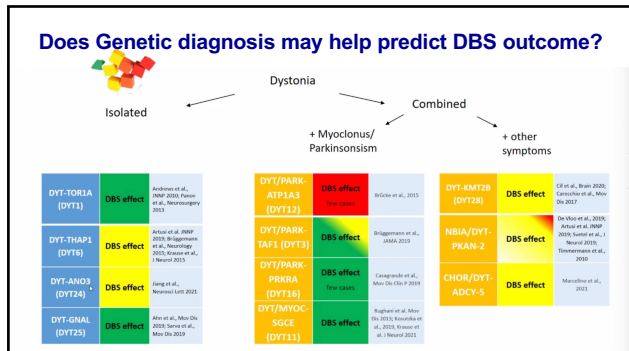 Does Genetic diagnosis may help predict DBS outcome?
Dystonia
Isolated
Combined
+ Myoclonus/
Parkinsonsism
+ other
symptoms
DYT-TOR1A
(DYT1)
DBS effect
Andrews et al.,
JNNP 2010; Panov
et al., Neurosurgery
2013
DYT-THAP1
(DYT6)
DBS effect
Artusi et al. JNNP
2019; Brüggemann
et al., Neurology
2015; Krause et al.,
J Neurol 2015
DYT-ANO3
(DYT24)
DBS effect
Jiang et al.,
Neurosci Lett 2021
DYT-GNAL
(DYT25)
DBS effect
Ahn et al., Mov Dis
2019; Sarva et al.,
Mov Dis 2019
DYT/PARK-
ATP1A3
(DYT12)
DBS effect
few cases
Brücke et al., 2015
DYT/PARK-
TAF1 (DYT3)
DBS effect
Brüggemann et al.,
JAMA 2019
DYT/PARK-
PRKRA
(DYT16)
DBS effect
few cases
Casagrande et al.,
Mov Dis Clin P 2019
DYT/MYOC-
SGCE
(DYT11)
DBS effect
Rughani et al. Mov
Dis 2013; Kosutzka et
al., 2019, Krause et
al. J Neurol 2021
DYT-KMT2B
(DYT28)
DBS effect
Cif et al., Brain 2020;
Carecchio et al., Mov
Dis 2017
NBIA/DYT-
PKAN-2
DBS effect
De Vloo et al., 2019;
Artusi et al. JNNP
2019; Svetel et al., J
Neurol 2019;
Timmermann et al.,
2010
CHOR/DYT-
ADCY-5
DBS effect
Marceline et al.,
2021